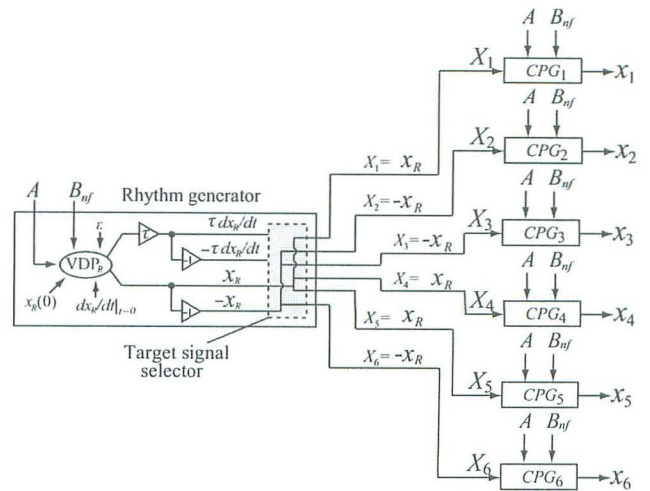 A B_nf
X_1 CPG_1 x_1
A B_nf
X_2 CPG_2 x_2
A B_nf
X_3 CPG_3 x_3
A B_nf
X_4 CPG_4 x_4
A B_nf
X_5 CPG_5 x_5
A B_nf
X_6 CPG_6 x_6
X_1= x_R
X_2=-x_R
X_3=-x_R
X_4= x_R
X_5= x_R
X_6=-x_R
Rhythm generator
A B_nf
ε
VDP_R
x_R(0)
dx_R/dt|_t=0
τ
τ dx_R/dt
-1
-τ dx_R/dt
x_R
-1
-x_R
Target signal
selector